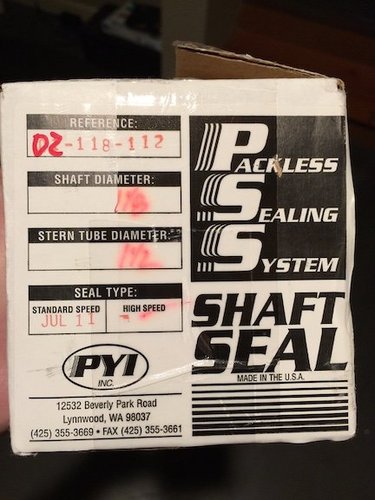 REFERENCE:
02-118-112
SHAFT DIAMETER:
STERN TUBE DIAMETER:
SEAL TYPE:
STANDARD SPEED
HIGH SPEED
JUL 11
PYI
INC.
12532 Beverly Park Road
Lynnwood, WA 98037
(425) 355-3669 • FAX (425) 355-3661
PACKLESS
SEALING
SYSTEM
SHAFT
SEAL
MADE IN THE U.S.A.